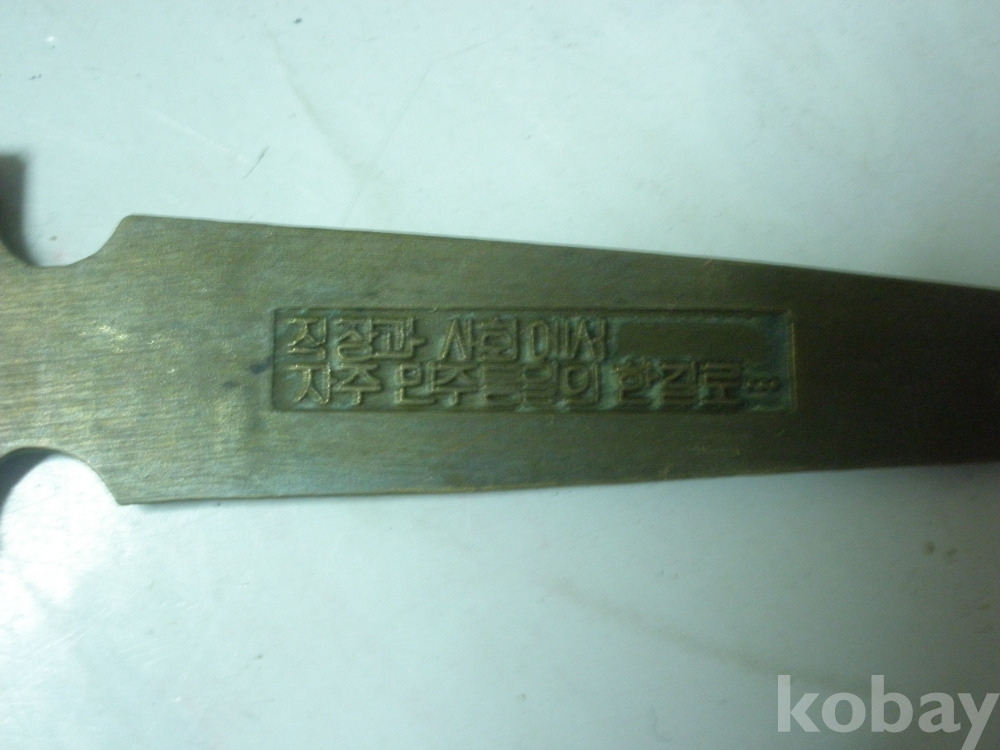 직장과 사회에서
자주 민주통일의 한길로
kobay